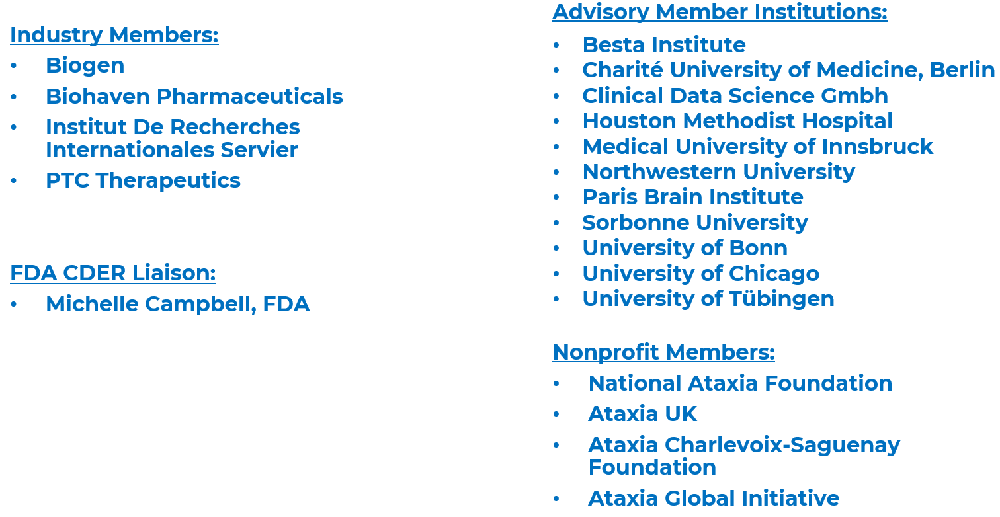 Industry Members:
• Biogen
• Biohaven Pharmaceuticals
• Institut De Recherches
Internationales Servier
• PTC Therapeutics
FDA CDER Liaison:
• Michelle Campbell, FDA
Advisory Member Institutions:
• Besta Institute
• Charité University of Medicine, Berlin
• Clinical Data Science Gmbh
• Houston Methodist Hospital
• Medical University of Innsbruck
• Northwestern University
• Paris Brain Institute
• Sorbonne University
• University of Bonn
• University of Chicago
• University of Tübingen
Nonprofit Members:
• National Ataxia Foundation
• Ataxia UK
• Ataxia Charlevoix-Saguenay
Foundation
• Ataxia Global Initiative